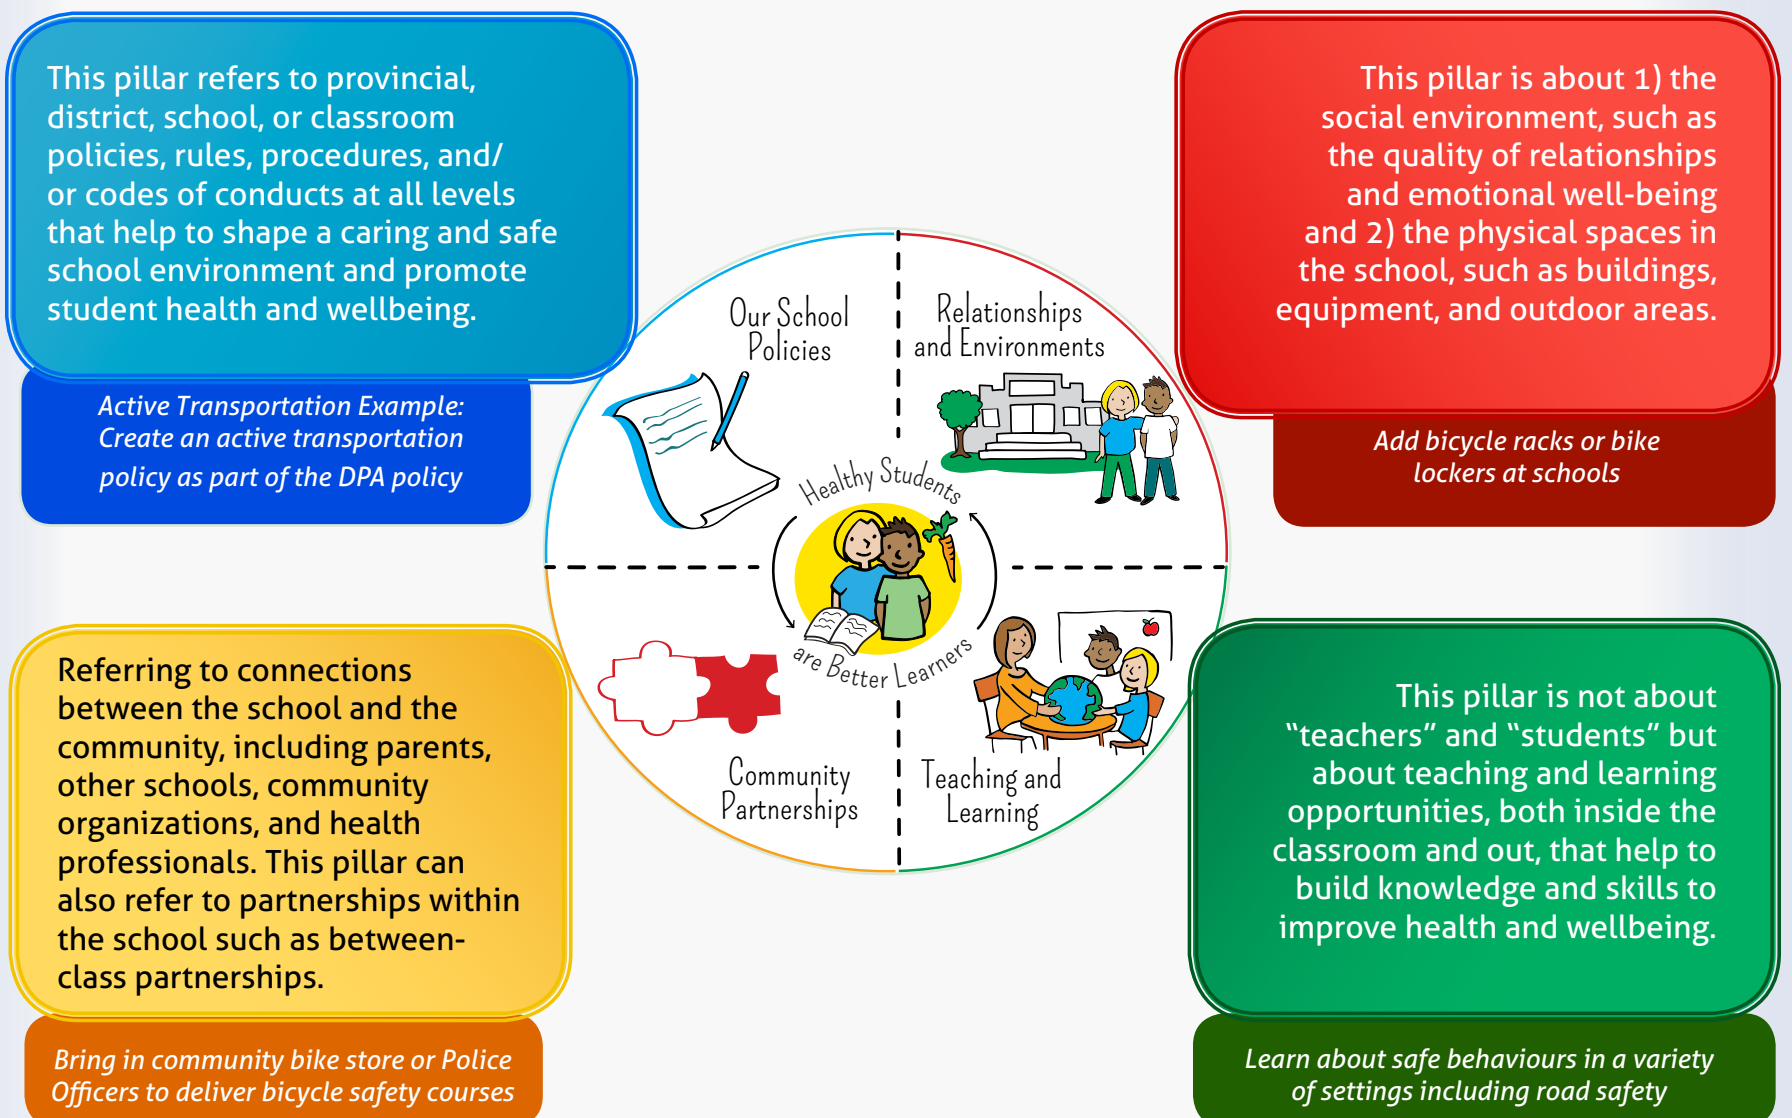 This pillar refers to provincial,
district, school, or classroom
policies, rules, procedures, and/
or codes of conducts at all levels
that help to shape a caring and safe
school environment and promote
student health and wellbeing.
Active Transportation Example:
Create an active transportation
policy as part of the DPA policy
This pillar is about 1) the
social environment, such as
the quality of relationships
and emotional well-being
and 2) the physical spaces in
the school, such as buildings,
equipment, and outdoor areas.
Add bicycle racks or bike
lockers at schools
Our School
Policies
Relationships
and Environments
Healthy Students
are Better Learners
Community
Partnerships
Teaching and
Learning
Referring to connections
between the school and the
community, including parents,
other schools, community
organizations, and health
professionals. This pillar can
also refer to partnerships within
the school such as between-
class partnerships.
Bring in community bike store or Police
Officers to deliver bicycle safety courses
This pillar is not about
“teachers” and “students” but
about teaching and learning
opportunities, both inside the
classroom and out, that help to
build knowledge and skills to
improve health and wellbeing.
Learn about safe behaviours in a variety
of settings including road safety